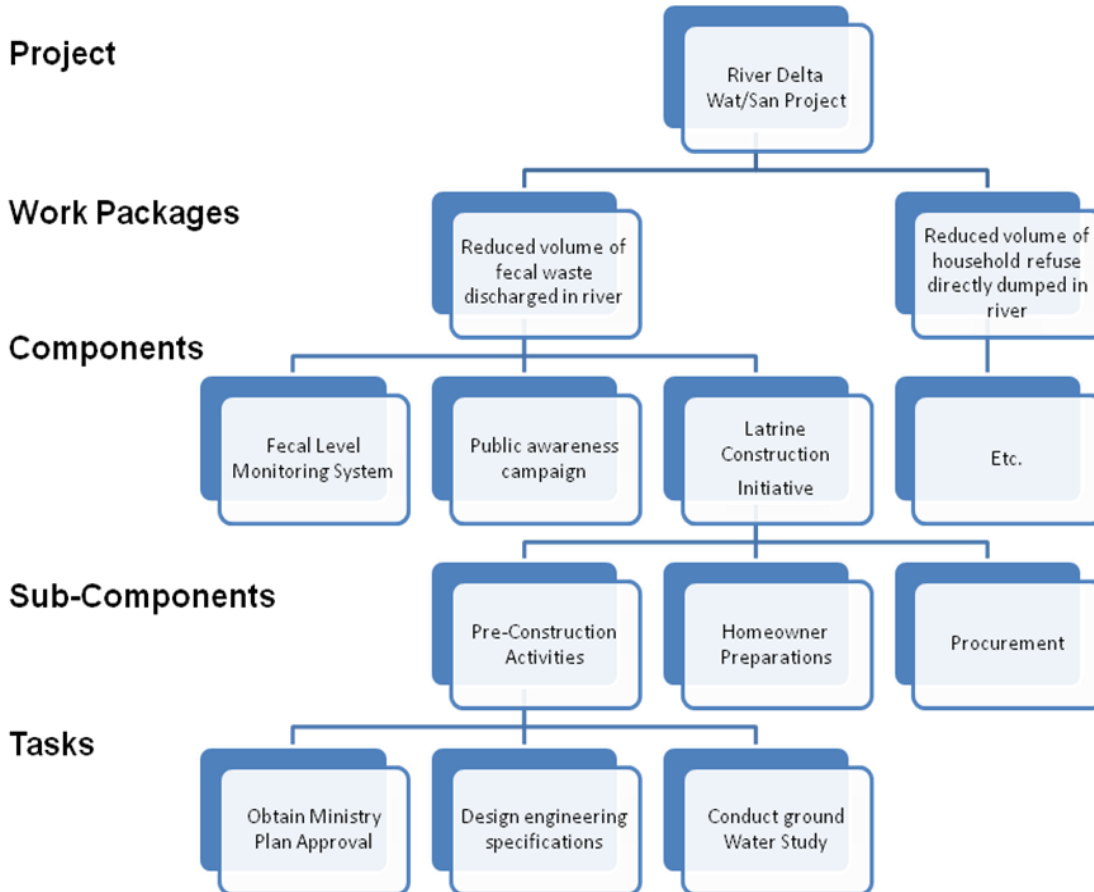 Project
River Delta
Wat/San Project
Work Packages
Reduced volume of
fecal waste
discharged in river
Reduced volume of
household refuse
directly dumped in
river
Components
Fecal Level
Monitoring System
Public awareness
campaign
Latrine
Construction
Initiative
Etc.
Sub-Components
Pre-Construction
Activities
Homeowner
Preparations
Procurement
Tasks
Obtain Ministry
Plan Approval
Design engineering
specifications
Conduct ground
Water Study